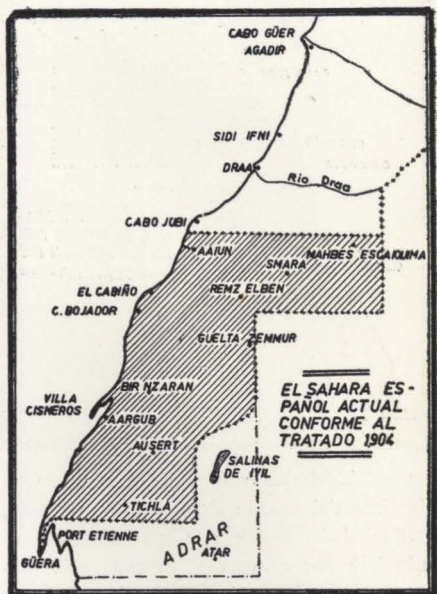 CABO GÜER
AGADIR
SIDI IFNI
DRAA
Rio Draa
CABO JUBI
AAIUN
MAHBES ESCAIQUIMA
SMARA
EL CABIÑO
REMZ ELBEN
C. BOJADOR
GUELTA ZEMMUR
BIR NZARAN
VILLA
CISNEROS
AARGUB
EL SAHARA ES-
PAÑOL ACTUAL
CONFORME AL
TRATADO 1904
AUSERT
SALINAS
DE IYIL
TICHLA
PORT ETIENNE
ADRAR
ATAR
GÜERA